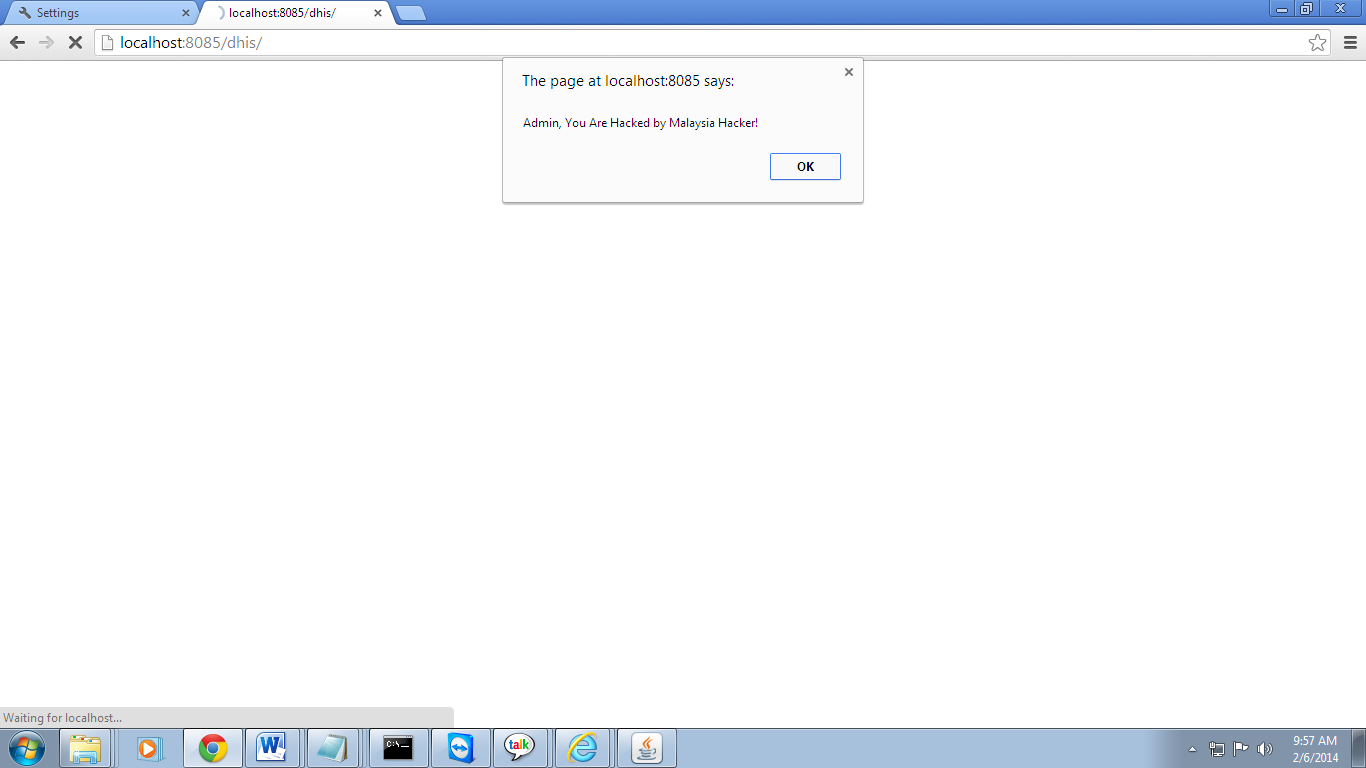 Settings
localhost:8085/dhis/
localhost:8085/dhis/
The page at localhost:8085 says:
Admin, You Are Hacked by Malaysia Hacker!
OK
Waiting for localhost...
W
C:\_
talk
9:57 AM
2/6/2014